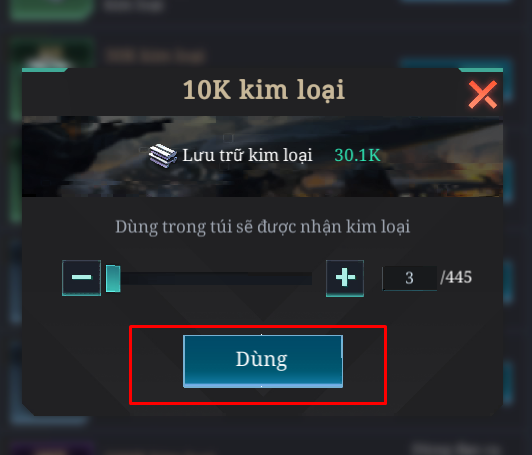 10K kim loại
Lưu trữ kim loại 30.1K
Dùng trong túi sẽ được nhận kim loại
3 /445
Dùng